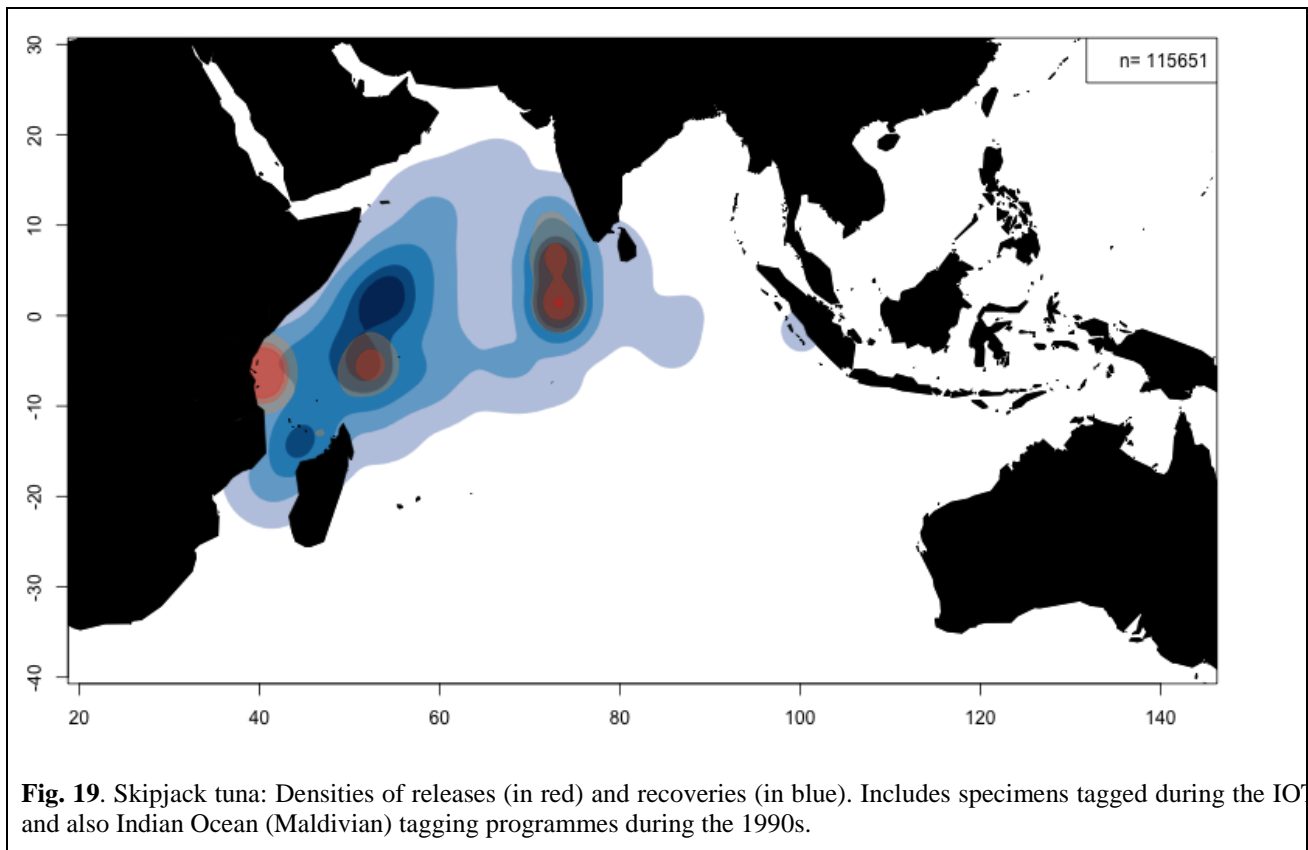 n= 115651
30
20
10
0
-10
-20
-30
-40
20 40 60 80 100 120 140
Fig. 19. Skipjack tuna: Densities of releases (in red) and recoveries (in blue). Includes specimens tagged during the
and also Indian Ocean (Maldivian) tagging programmes during the 1990s.